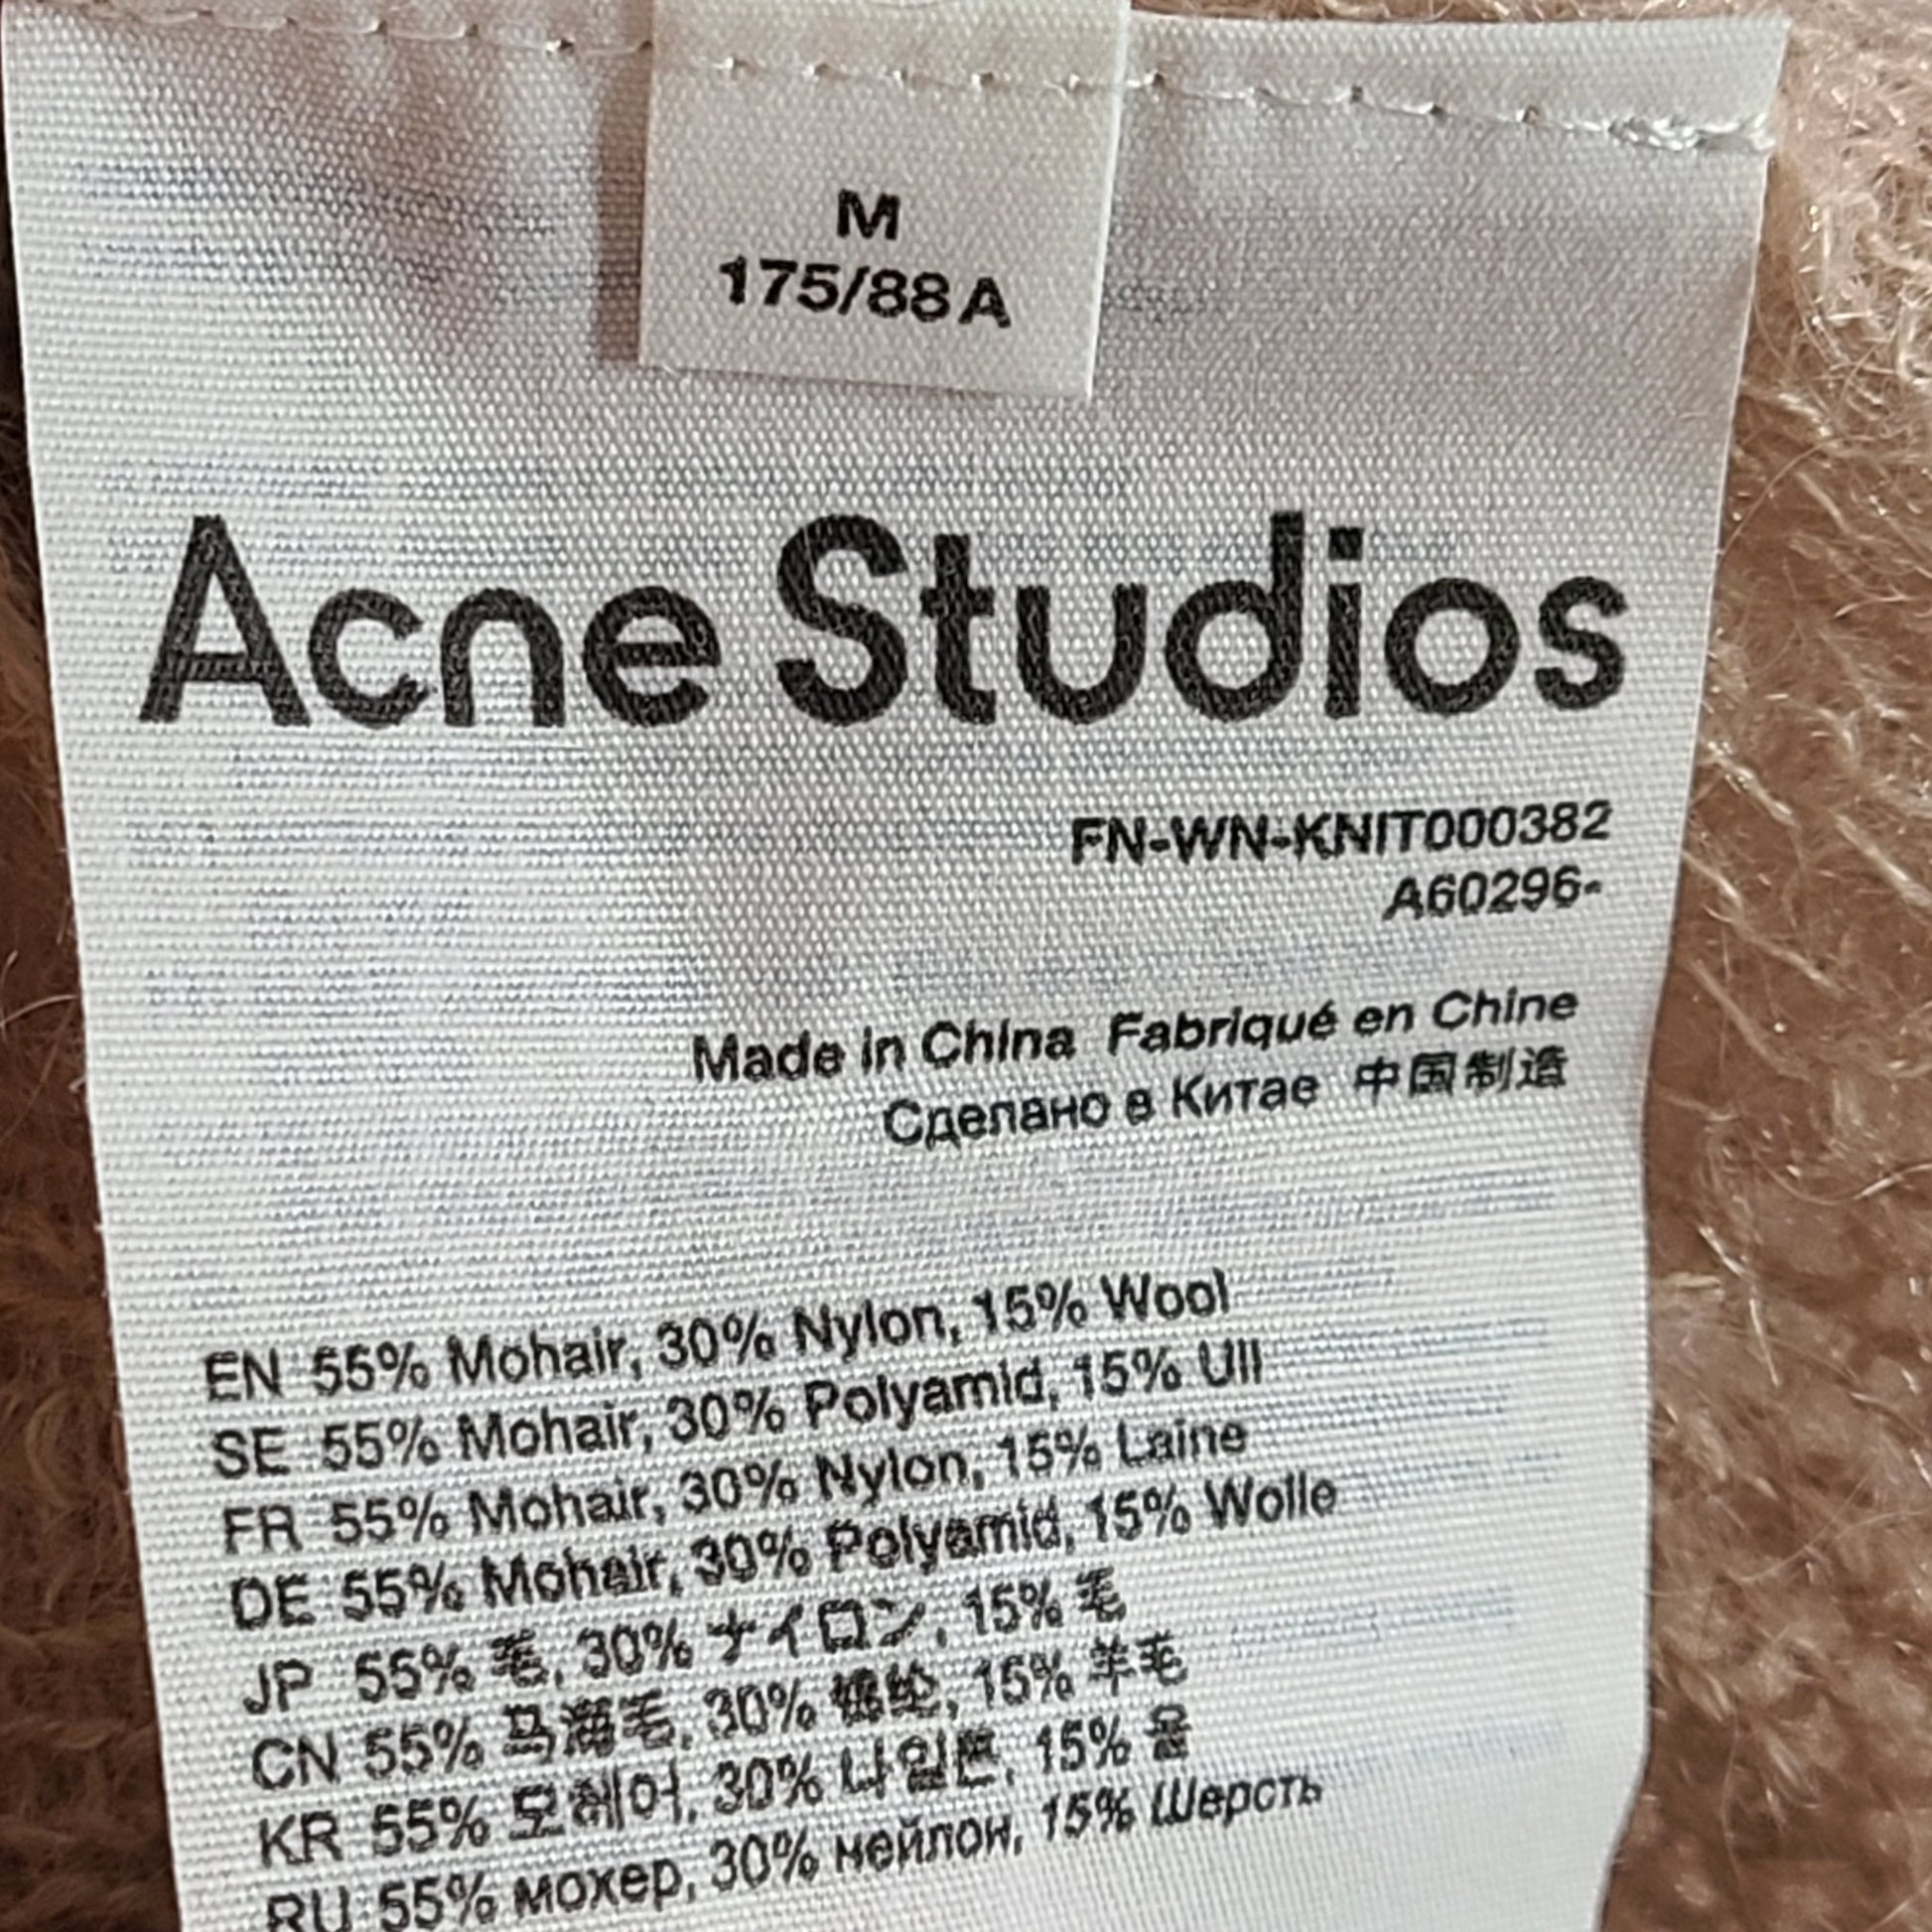 M
175/88A
Acne Studios
FN-WN-KNIT000382
A60296-
Made in China Fabriqué en Chine
Сделано в Китае 中国制造
EN 55% Mohair, 30% Nylon, 15% Wool
SE 55% Mohair, 30% Polyamid, 15% Ull
FR 55% Mohair, 30% Nylon, 15% Laine
DE 55% Mohair, 30% Polyamid, 15% Wolle
JP 55% 毛, 30% ナイロン, 15% 毛
CN 55% 马海毛, 30% 锦纶, 15% 羊毛
KR 55% 모헤어, 30% 나일론, 15% 울
RU 55% мохер, 30% нейлон, 15% Шерсть